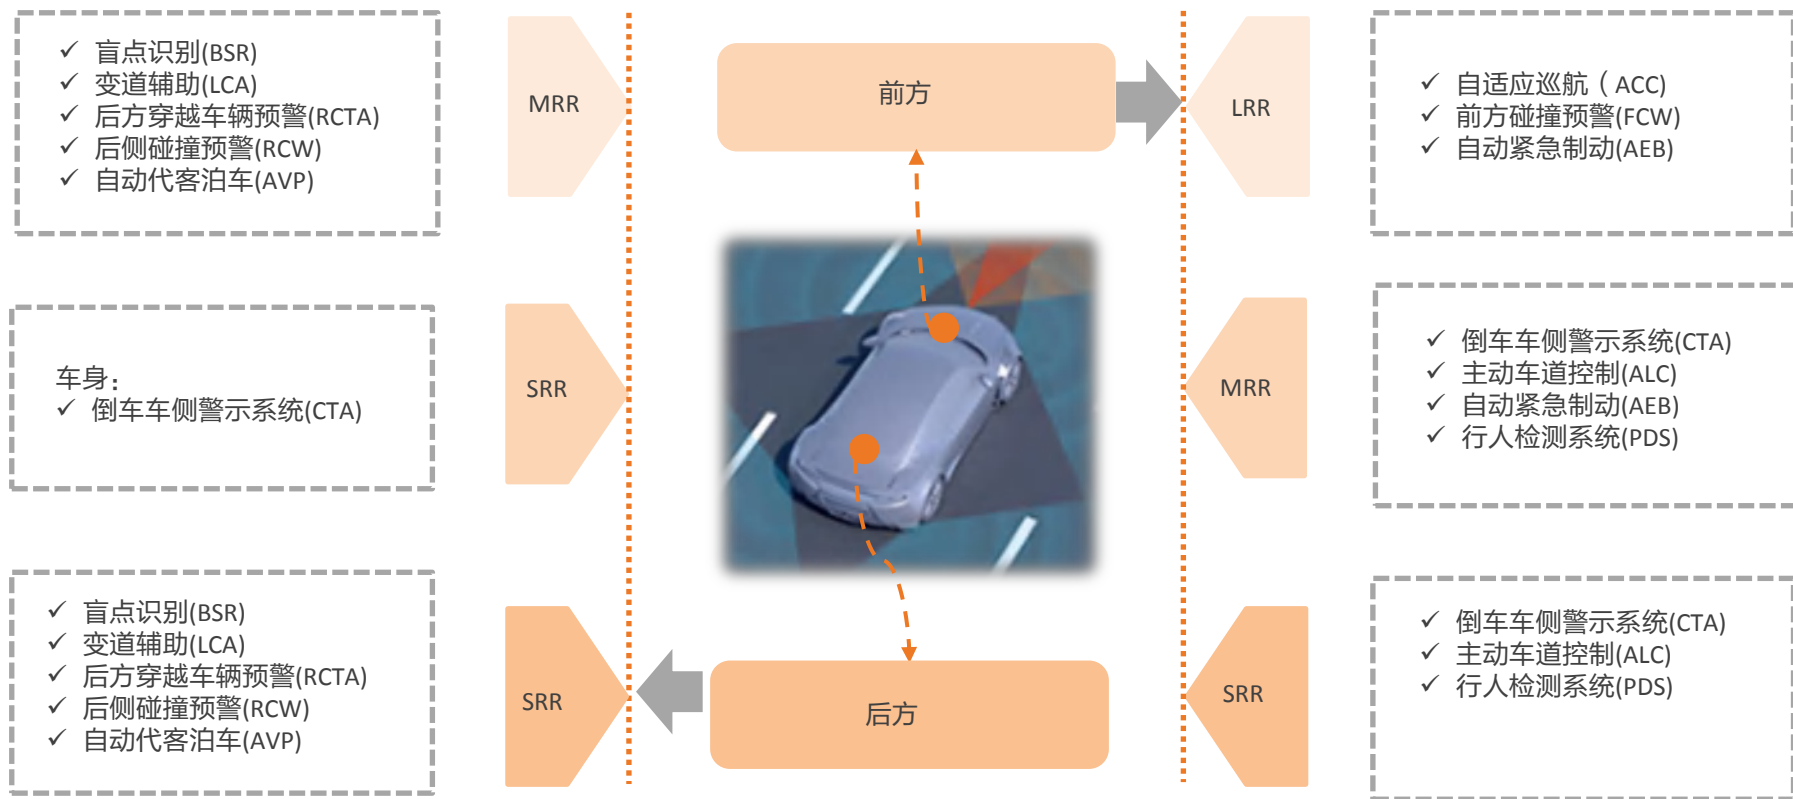 盲点识别(BSR)
变道辅助(LCA)
后方穿越车辆预警(RCTA)
后侧碰撞预警(RCW)
自动代客泊车(AVP)
MRR
前方
LRR
自适应巡航（ACC)
前方碰撞预警(FCW)
自动紧急制动(AEB)
车身：
倒车车侧警示系统(CTA)
SRR
MRR
倒车车侧警示系统(CTA)
主动车道控制(ALC)
自动紧急制动(AEB)
行人检测系统(PDS)
盲点识别(BSR)
变道辅助(LCA)
后方穿越车辆预警(RCTA)
后侧碰撞预警(RCW)
自动代客泊车(AVP)
SRR
后方
SRR
倒车车侧警示系统(CTA)
主动车道控制(ALC)
行人检测系统(PDS)